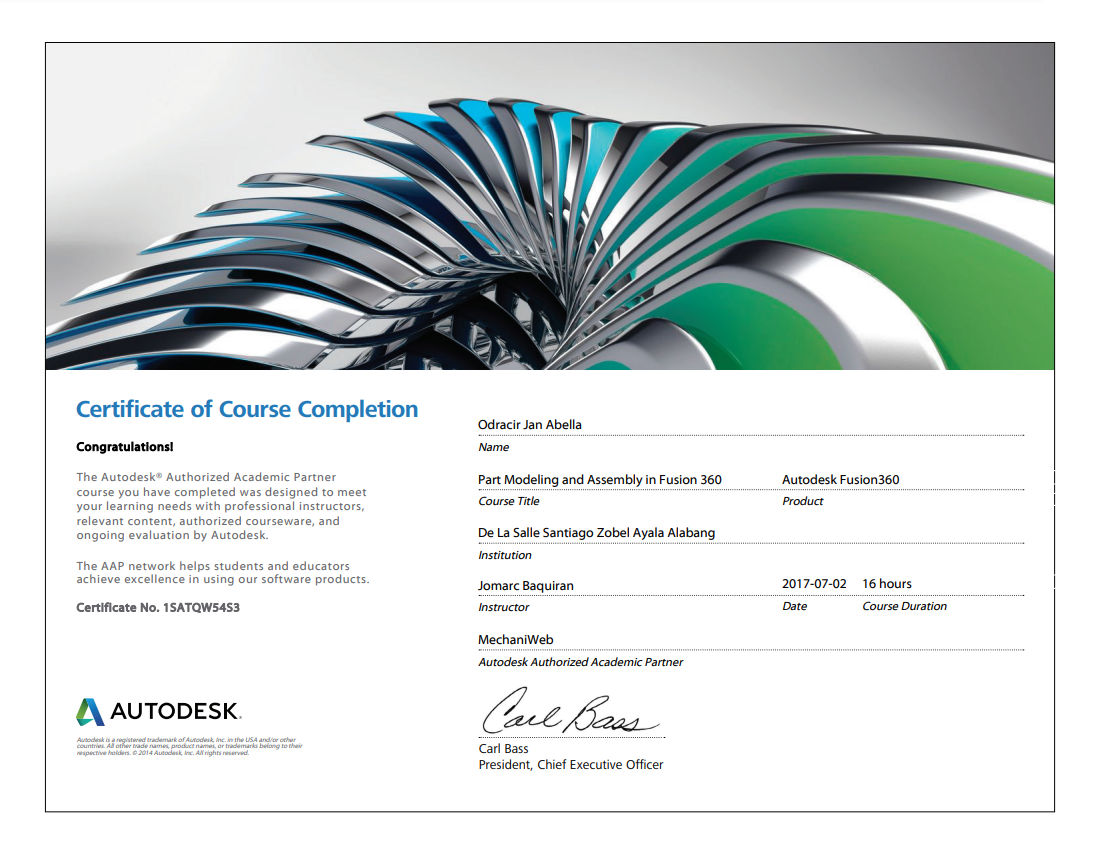 Certificate of Course Completion
Congratulations!
The Autodesk® Authorized Academic Partner
course you have completed was designed to meet
your learning needs with professional instructors,
relevant content, authorized courseware, and
ongoing evaluation by Autodesk.
The AAP network helps students and educators
achieve excellence in using our software products.
Certificate No. 1SATQW54S3
AUTODESK.
Autodesk is a registered trademark of Autodesk, Inc. in the USA and/or other
countries. All other trade names, product names, or trademarks belong to their
respective holders. © 2014 Autodesk, Inc. All rights reserved.
Odracir Jan Abella
Name
Part Modeling and Assembly in Fusion 360 Autodesk Fusion360
Course Title Product
De La Salle Santiago Zobel Ayala Alabang
Institution
Jomarc Baquiran 2017-07-02 16 hours
Instructor Date Course Duration
MechaniWeb
Autodesk Authorized Academic Partner
Carl Bass
Carl Bass
President, Chief Executive Officer